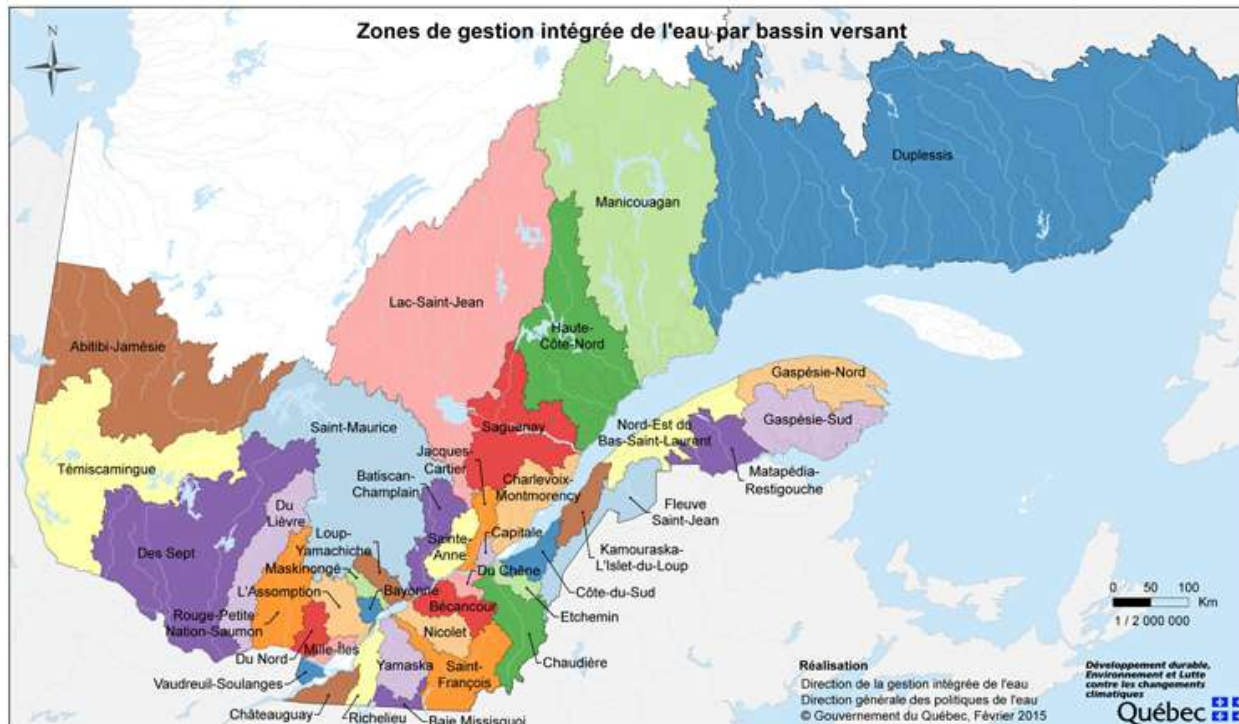 Zones de gestion intégrée de l'eau par bassin versant
N
Duplessis
Manicouagan
Lac-Saint-Jean
Haute-
Côte-Nord
Abitibi-Jamésie
Gaspésie-Nord
Gaspésie-Sud
Saint-Maurice
Saguenay
Nord-Est du
Bas-Saint-Laurent
Témiscamingue
Jacques-
Cartier
Batiscan-
Champlain
Charlevoix-
Montmorency
Matapédia-
Restigouche
Du
Lièvre
Fleuve
Saint-Jean
Des Sept
Loup-
Yamachiche
Sainte-
Anne
Capitale
Kamouraska-
L'Islet-du-Loup
Maskinongé
Du Chêne
L'Assomption
Bayonne
Côte-du-Sud
Bécancour
Etchemin
Rouge-Petite
Nation-Saumon
Nicolet
Du Nord
Mille-Îles
Yamaska
Saint-
François
Chaudière
Vaudreuil-Soulanges
Châteauguay
Richelieu
Baie Missisquoi
0 50 100
Km
1 / 2 000 000
Réalisation
Direction de la gestion intégrée de l'eau
Direction générale des politiques de l'eau
© Gouvernement du Québec, Février 2015
Développement durable,
Environnement et Lutte
contre les changements
climatiques
Québec